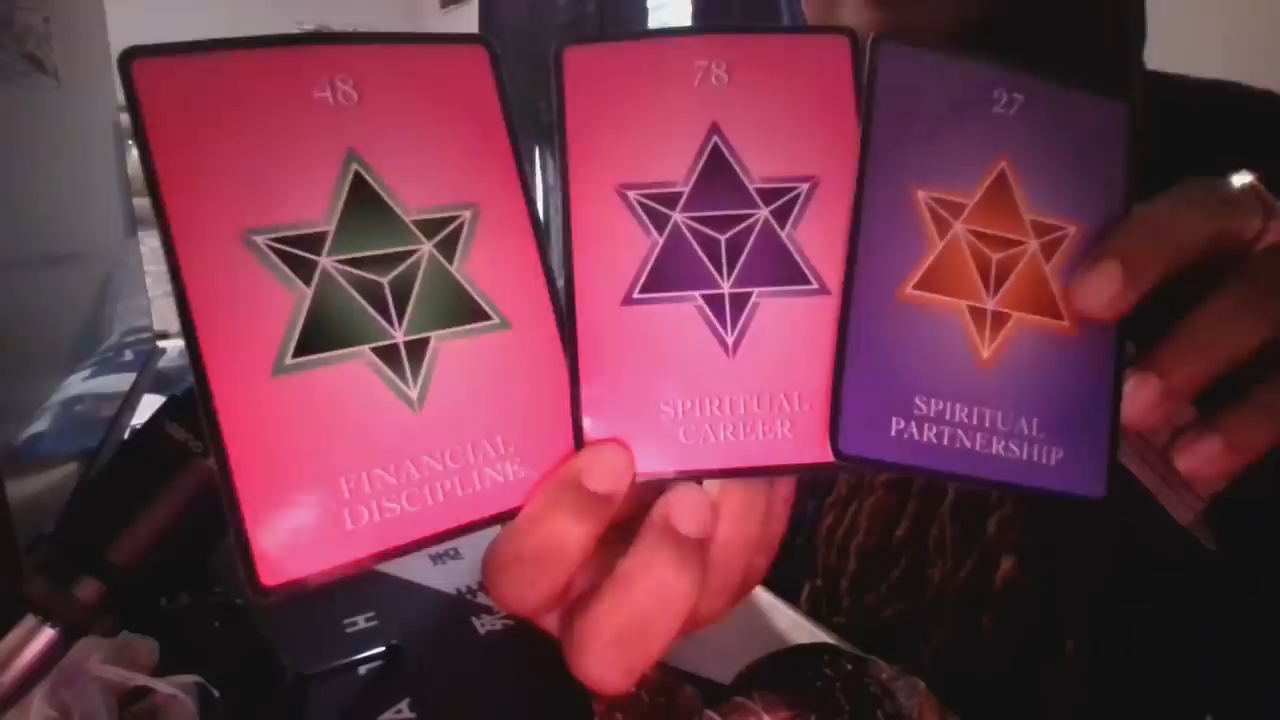 48
FINANCIAL
DISCIPLINE
78
SPIRITUAL
CAREER
27
SPIRITUAL
PARTNERSHIP
H
A